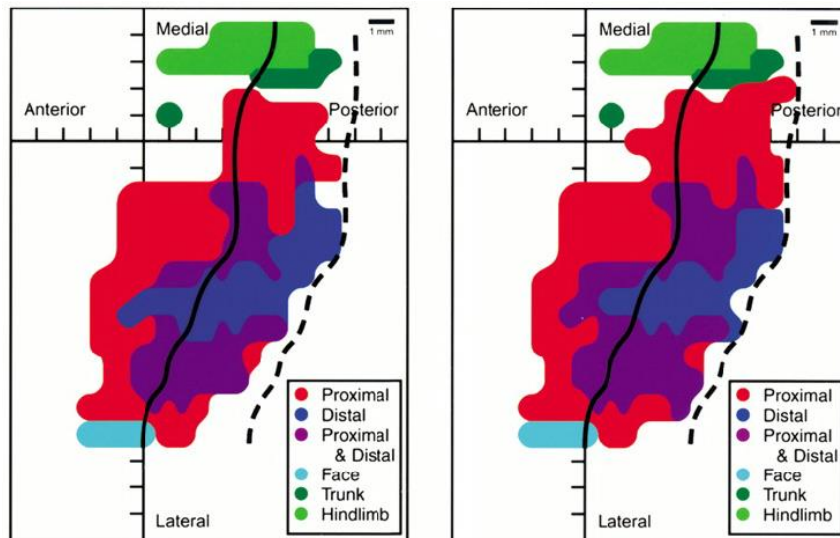 Medial
1 mm
Anterior
Posterior
Proximal
Distal
Proximal
& Distal
Face
Trunk
Hindlimb
Lateral
Medial
1 mm
Anterior
Posterior
Proximal
Distal
Proximal
& Distal
Face
Trunk
Hindlimb
Lateral